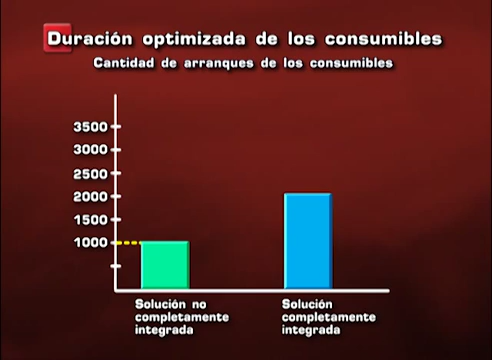 Duración optimizada de los consumibles
Cantidad de arranques de los consumibles
3500
3000
2500
2000
1500
1000
Solución no
completamente
integrada
Solución
completamente
integrada